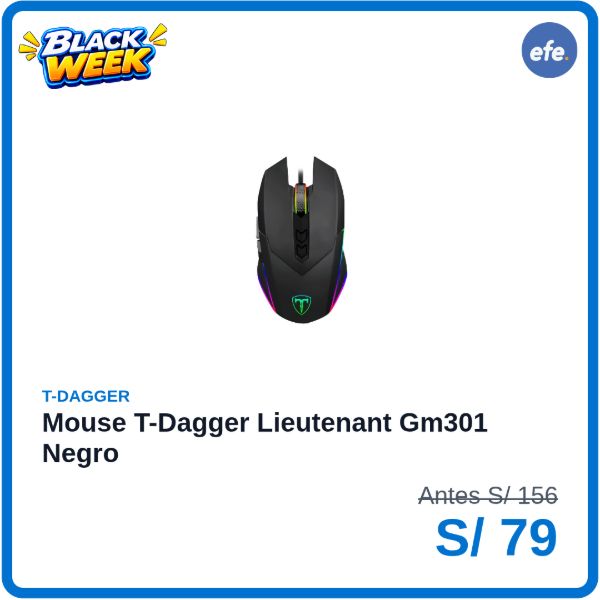 BLACK
WEEK
efe.
T-DAGGER
Mouse T-Dagger Lieutenant Gm301
Negro
Antes S/ 156
S/ 79